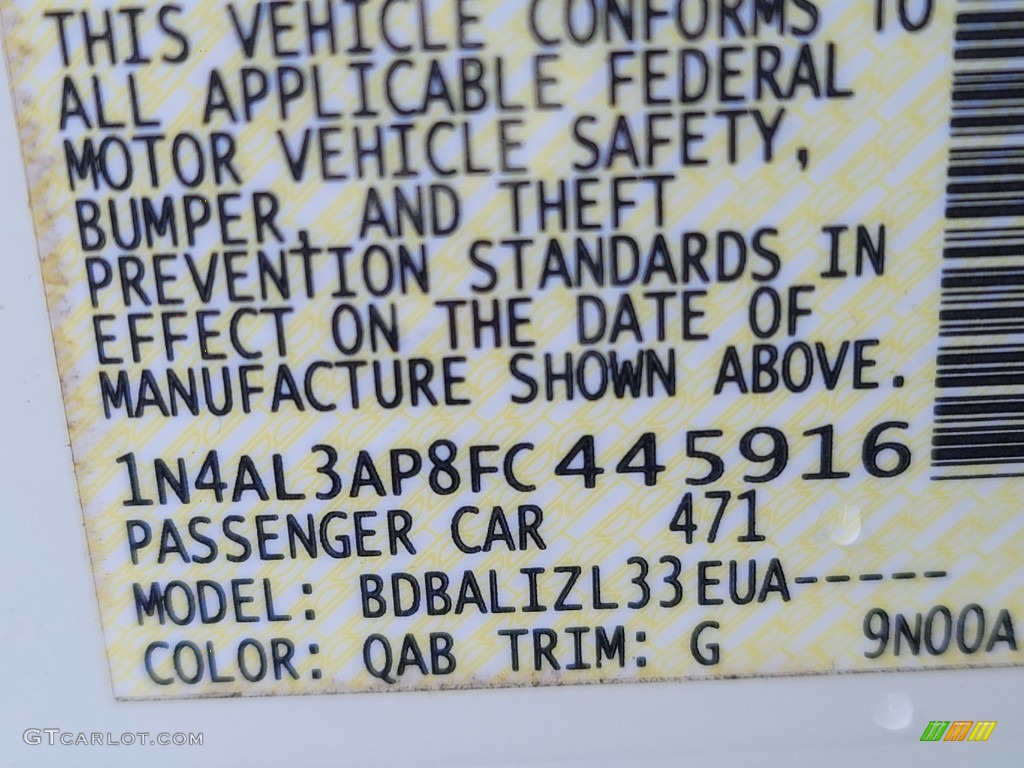 THIS VEHICLE CONFORMS TO
ALL APPLICABLE FEDERAL
MOTOR VEHICLE SAFETY,
BUMPER, AND THEFT
PREVENTION STANDARDS IN
EFFECT ON THE DATE OF
MANUFACTURE SHOWN ABOVE.
1N4AL3AP8FC445916
PASSENGER CAR 471
MODEL: BDBALIZL33EUA-----
COLOR: QAB TRIM: G 9N00A
GTCARLOT.COM